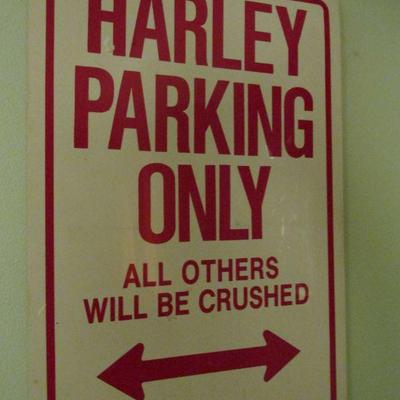 HARLEY
PARKING
ONLY
ALL OTHERS
WILL BE CRUSHED